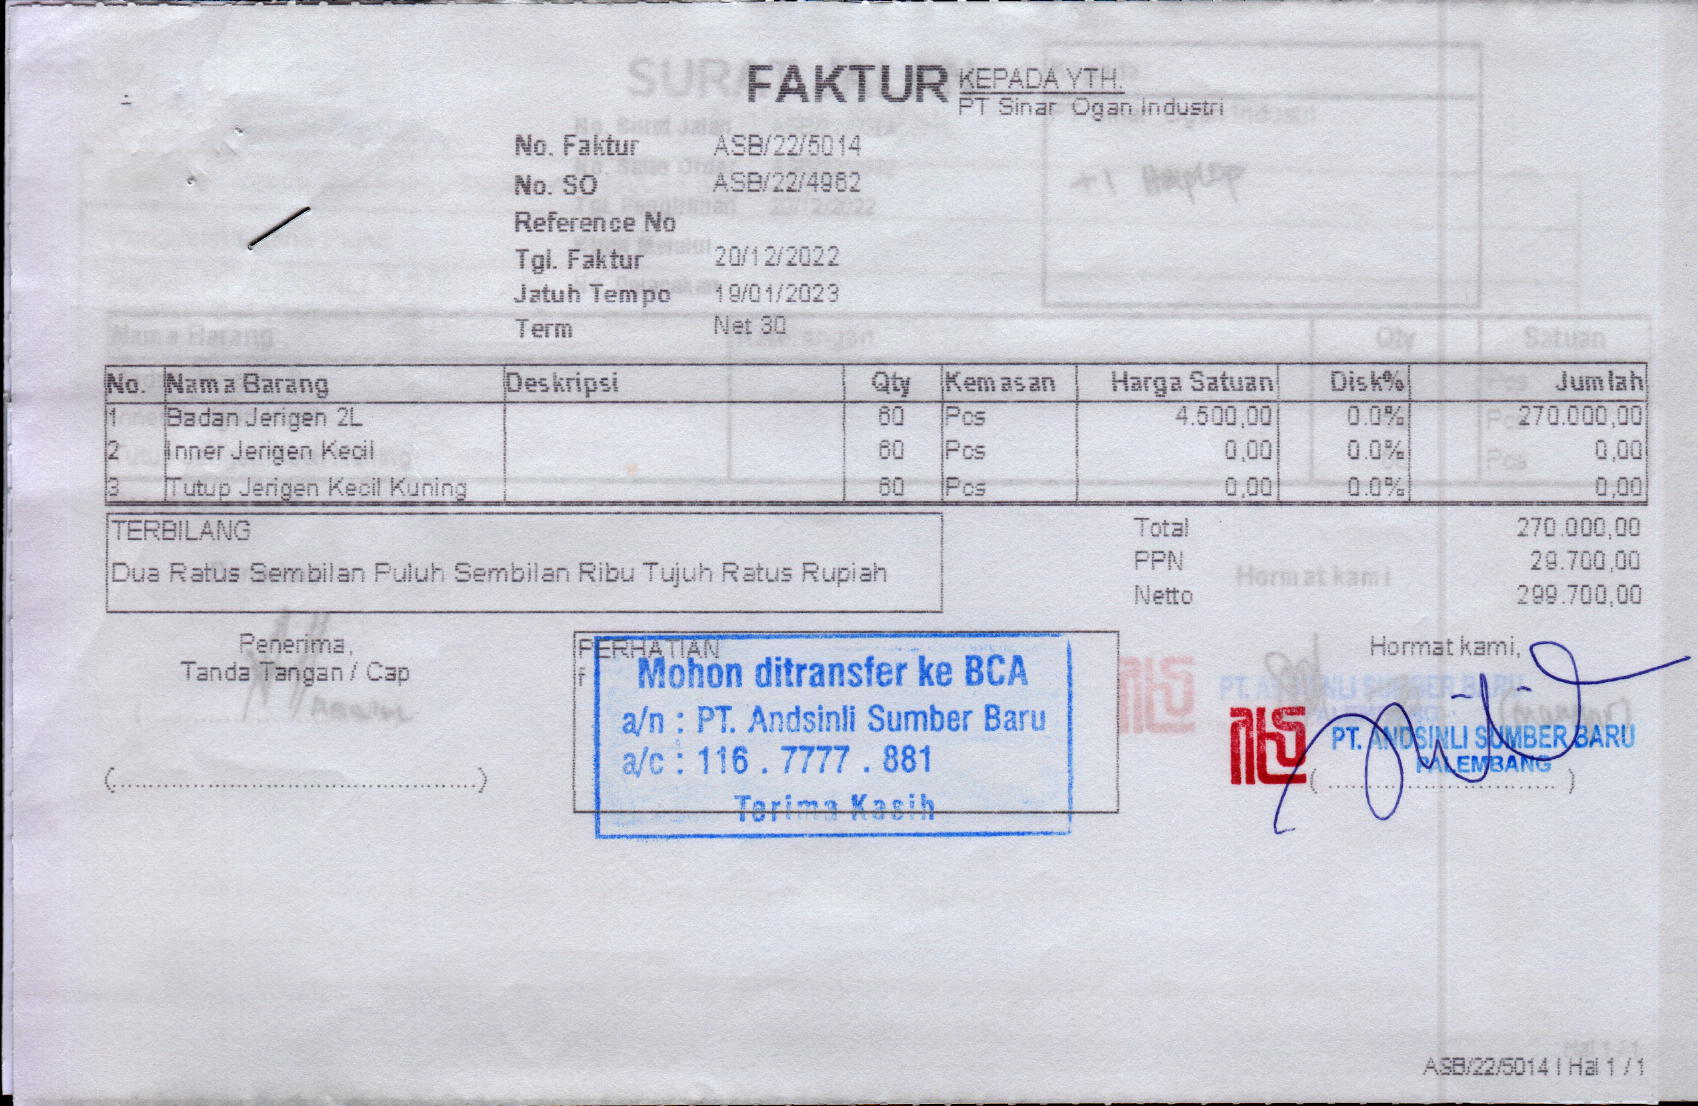 FAKTUR
KEPADA YTH.
PT Sinar Ogan Industri
No. Faktur ASB/22/5014
No. SO ASB/22/4962
Reference No
Tgl. Faktur 20/12/2022
Jatuh Tempo 19/01/2023
Term Net 30
No. Nama Barang Deskripsi Qty Kemasan Harga Satuan Disk% Jumlah
1 Badan Jerigen 2L 60 Pcs 4.500,00 0.0% 270.000,00
2 Inner Jerigen Kecil 60 Pcs 0,00 0.0% 0,00
3 Tutup Jerigen Kecil Kuning 60 Pcs 0,00 0.0% 0,00
TERBILANG
Dua Ratus Sembilan Puluh Sembilan Ribu Tujuh Ratus Rupiah
Total 270.000,00
PPN 29.700,00
Netto 299.700,00
Penerima,
Tanda Tangan / Cap
(................................................)
PERHATIAN
f
Mohon ditransfer ke BCA
a/n : PT. Andsinli Sumber Baru
a/c : 116 . 7777 . 881
Terima Kasih
Hormat kami,
PT. ANDSINLI SUMBER BARU
PALEMBANG
(..............................)
ASB/22/5014 | Hal 1 / 1